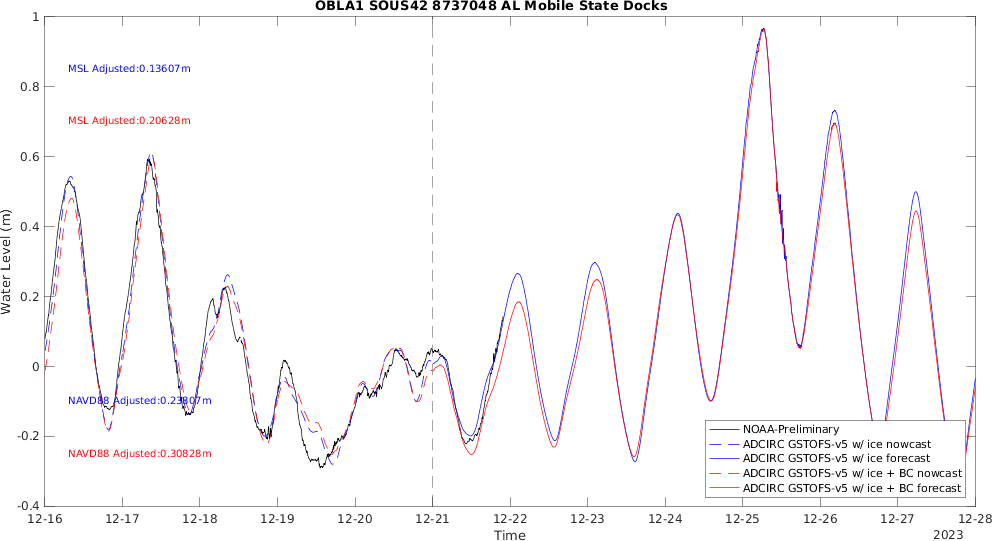 OBLA1 SOUS42 8737048 AL Mobile State Docks
1
0.8
0.6
0.4
0.2
0
-0.2
-0.4
Water Level (m)
MSL Adjusted:0.13607m
MSL Adjusted:0.20628m
NAVD88 Adjusted:0.23807m
NAVD88 Adjusted:0.30828m
NOAA-Preliminary
ADCIRC GSTOFS-v5 w/ ice nowcast
ADCIRC GSTOFS-v5 w/ ice forecast
ADCIRC GSTOFS-v5 w/ ice + BC nowcast
ADCIRC GSTOFS-v5 w/ ice + BC forecast
12-16 12-17 12-18 12-19 12-20 12-21 12-22 12-23 12-24 12-25 12-26 12-27 12-28
Time
2023